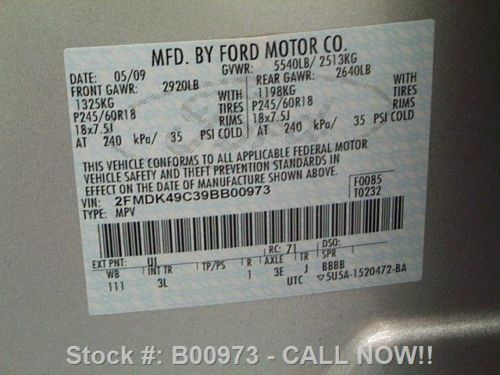 MFD. BY FORD MOTOR CO.
DATE: 05/09 GVWR: 5540LB/ 2513KG
FRONT GAWR: 2920LB REAR GAWR: 2640LB
1325KG WITH 1198KG WITH
P245/60R18 TIRES P245/60R18 TIRES
18x7.5J RIMS 18x7.5J RIMS
AT 240 kPa/ 35 PSI COLD AT 240 kPa/ 35 PSI COLD
THIS VEHICLE CONFORMS TO ALL APPLICABLE FEDERAL MOTOR
VEHICLE SAFETY AND THEFT PREVENTION STANDARDS IN
EFFECT ON THE DATE OF MANUFACTURE SHOWN ABOVE.
VIN: 2FMDK49C39BB00973 F0085
TYPE: MPV T0232
EXT PNT: UI RC: 71 DSO:
WB INT TR TP/PS R AXLE TR SPR
111 3L 1 3E J BBBB
UTC 5U5A-1520472-BA
Stock #: B00973 - CALL NOW!!